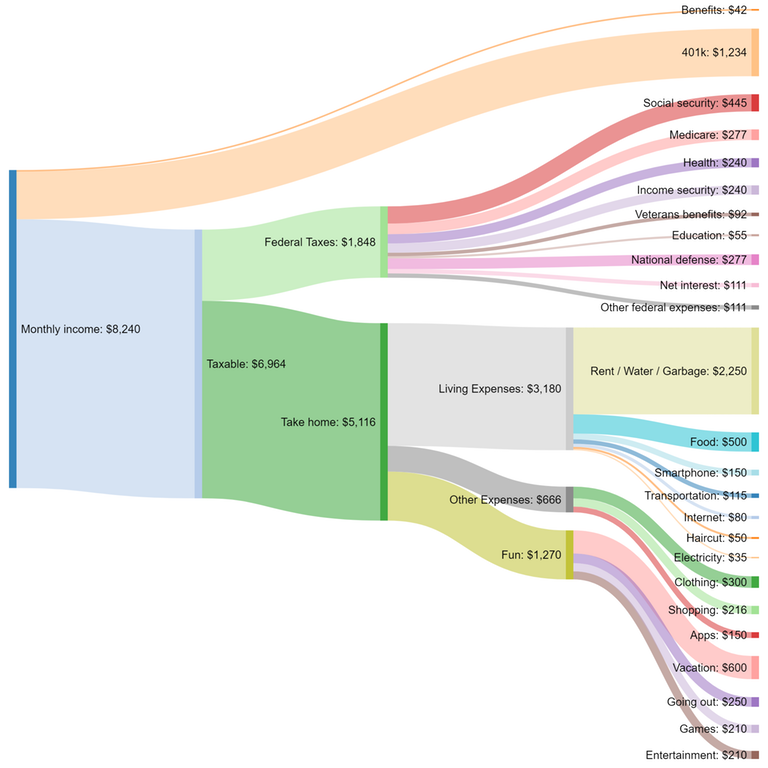 Benefits: $42
401k: $1,234
Social security: $445
Medicare: $277
Health: $240
Income security: $240
Veterans benefits: $92
Education: $55
Federal Taxes: $1,848
National defense: $277
Net interest: $111
Other federal expenses: $111
Monthly income: $8,240
Taxable: $6,964
Rent / Water / Garbage: $2,250
Living Expenses: $3,180
Take home: $5,116
Food: $500
Smartphone: $150
Transportation: $115
Other Expenses: $666
Internet: $80
Haircut: $50
Electricity: $35
Fun: $1,270
Clothing: $300
Shopping: $216
Apps: $150
Vacation: $600
Going out: $250
Games: $210
Entertainment: $210